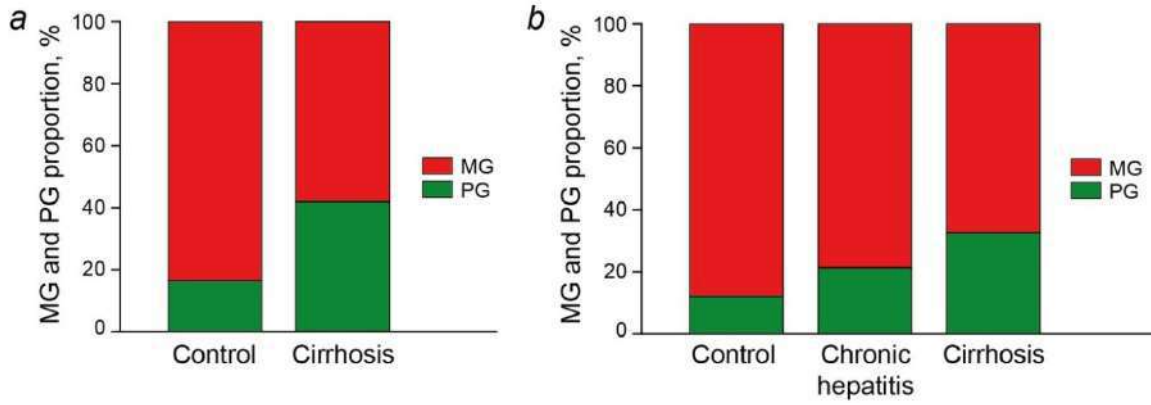 a
MG and PG proportion, %
100
80
60
40
20
0
Control
Cirrhosis
MG
PG
b
MG and PG proportion, %
100
80
60
40
20
0
Control
Chronic
hepatitis
Cirrhosis
MG
PG